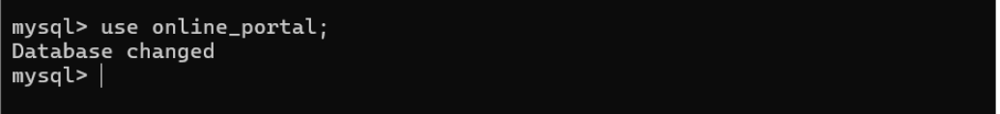 mysql> use online_portal;
Database changed
mysql>